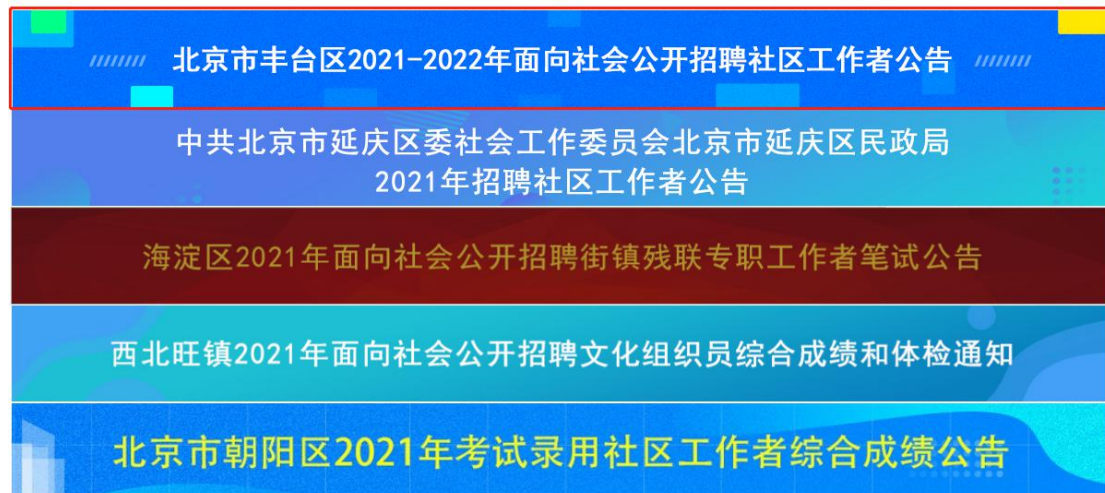 北京市丰台区2021-2022年面向社会公开招聘社区工作者公告
中共北京市延庆区委社会工作委员会北京市延庆区民政局
2021年招聘社区工作者公告
海淀区2021年面向社会公开招聘街镇残联专职工作者笔试公告
西北旺镇2021年面向社会公开招聘文化组织员综合成绩和体检通知
北京市朝阳区2021年考试录用社区工作者综合成绩公告